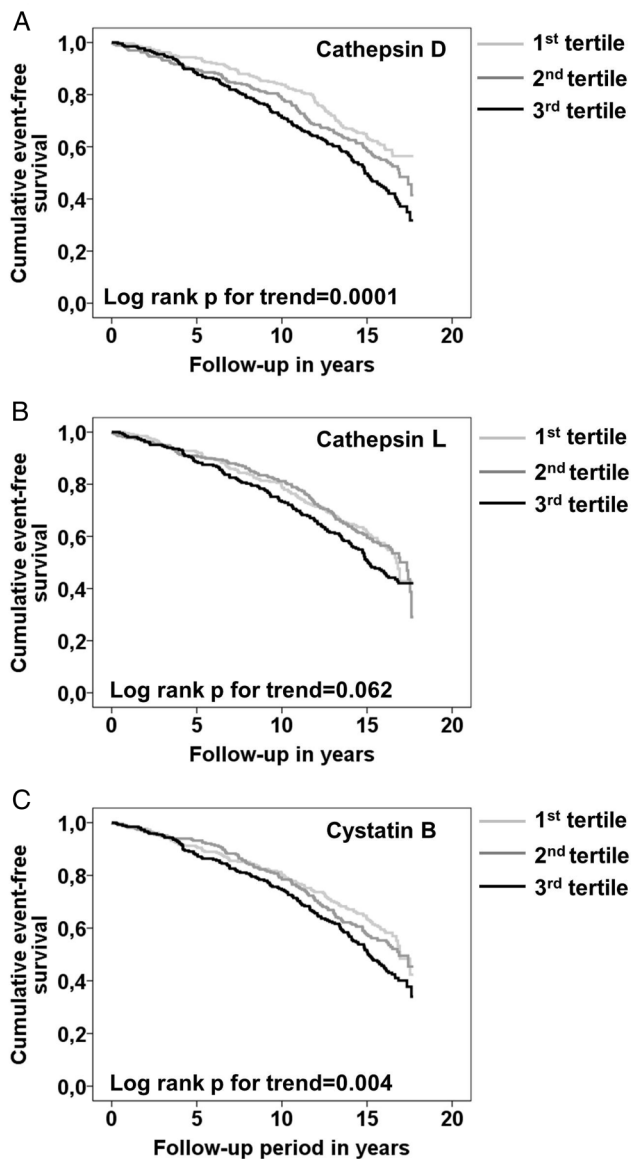 A
Cathepsin D
1st tertile
2nd tertile
3rd tertile
Cumulative event-free
survival
1,0
0,8
0,6
0,4
0,2
0,0
Log rank p for trend=0.0001
0 5 10 15 20
Follow-up in years
B
Cathepsin L
1st tertile
2nd tertile
3rd tertile
Cumulative event-free
survival
1,0
0,8
0,6
0,4
0,2
0,0
Log rank p for trend=0.062
0 5 10 15 20
Follow-up in years
C
Cystatin B
1st tertile
2nd tertile
3rd tertile
Cumulative event-free
survival
1,0
0,8
0,6
0,4
0,2
0,0
Log rank p for trend=0.004
0 5 10 15 20
Follow-up period in years